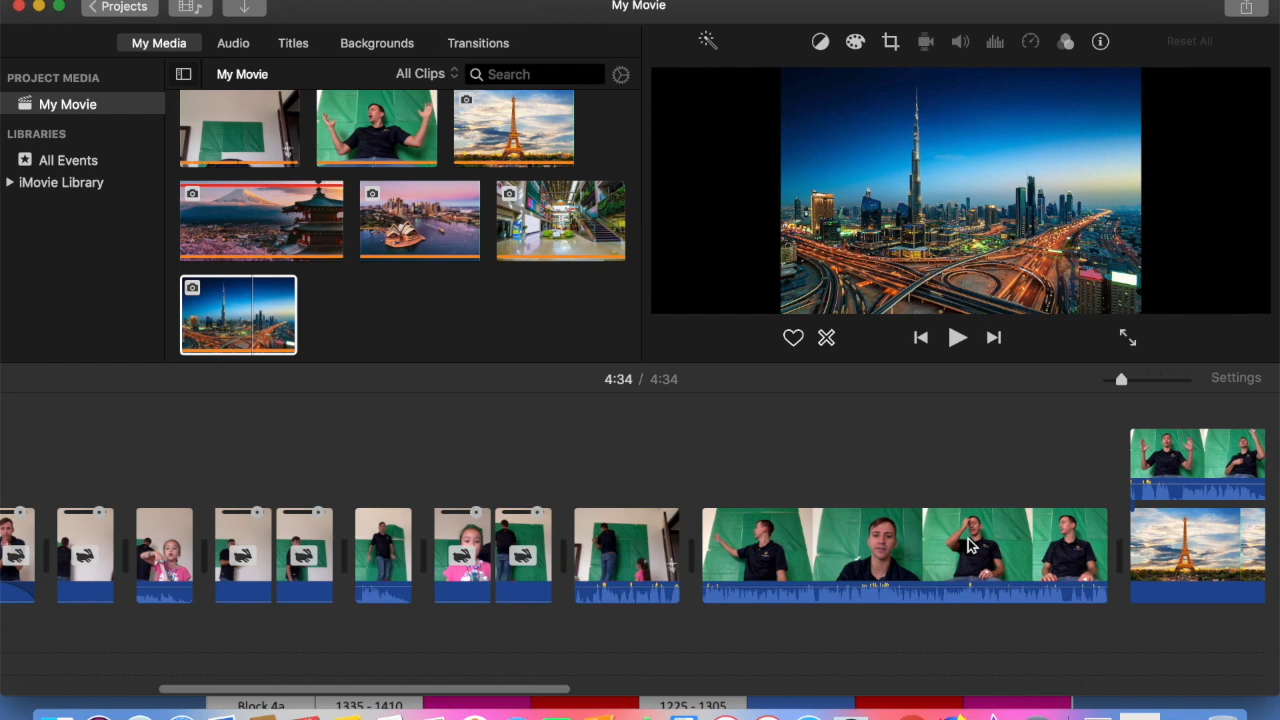 My Movie
Projects
My Media Audio Titles Backgrounds Transitions
Reset All
PROJECT MEDIA
My Movie
LIBRARIES
All Events
iMovie Library
My Movie All Clips Search
4:34 / 4:34 Settings
Block 4a 1335 - 1410 1225 - 1305